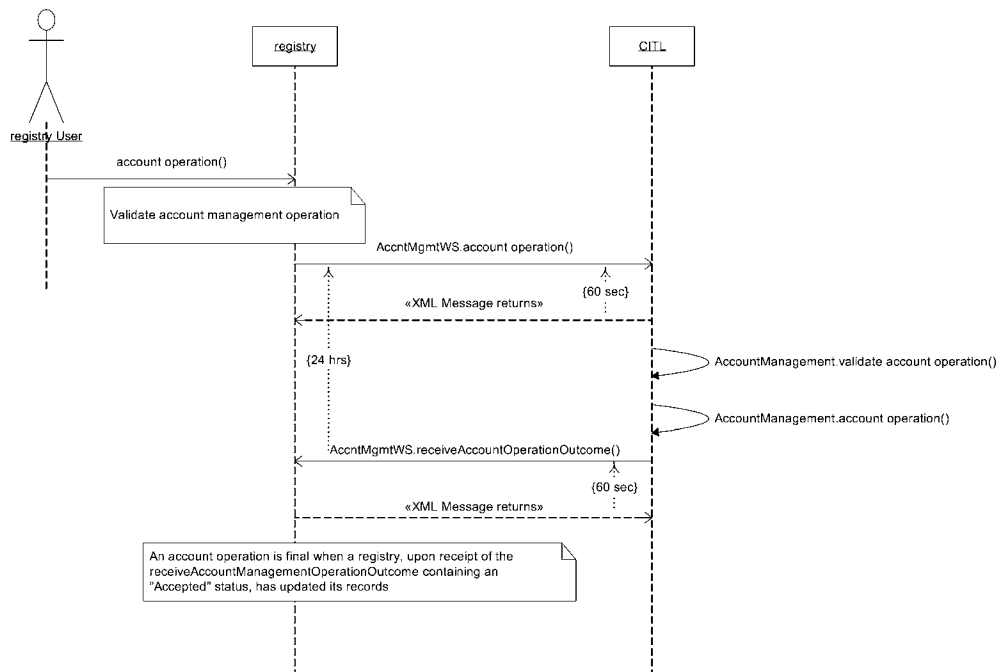 registry
CITL
registry User
account operation()
Validate account management operation
AccntMgmtWS.account operation()
{60 sec}
«XML Message returns»
{24 hrs}
AccountManagement.validate account operation()
AccountManagement.account operation()
AccntMgmtWS.receiveAccountOperationOutcome()
{60 sec}
«XML Message returns»
An account operation is final when a registry, upon receipt of the
receiveAccountManagementOperationOutcome containing an
"Accepted" status, has updated its records